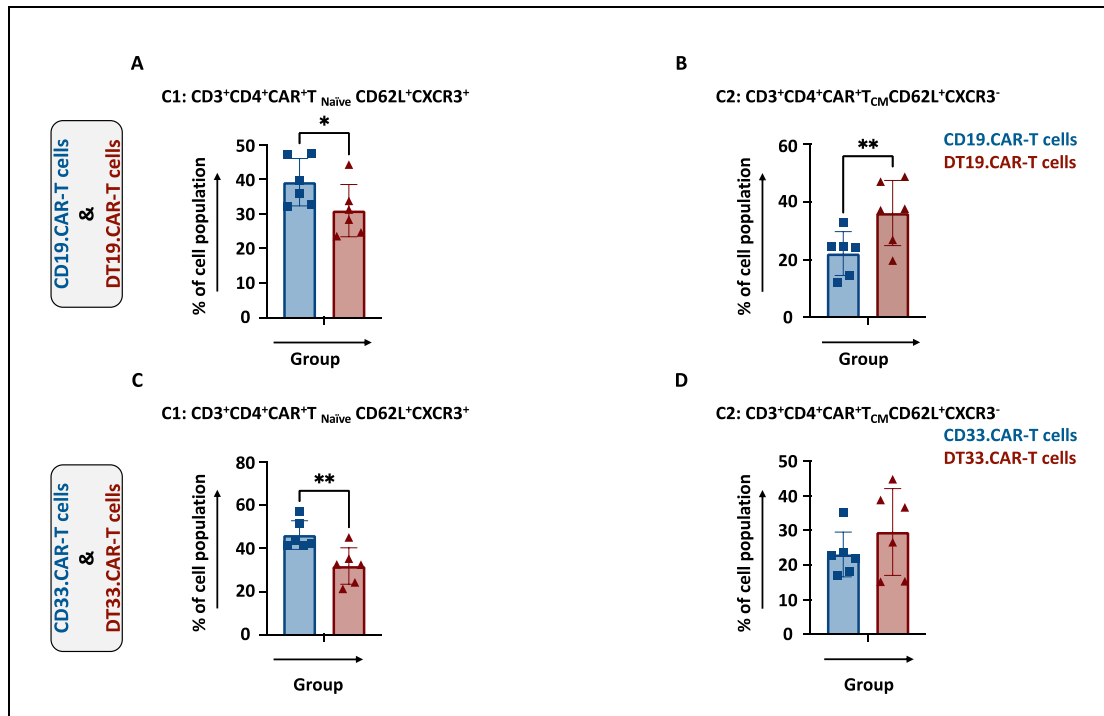 A
C1: CD3⁺CD4⁺CAR⁺T Naïve CD62L⁺CXCR3⁺
CD19.CAR-T cells
&
DT19.CAR-T cells
% of cell population
50
40
30
20
10
0
*
Group
B
C2: CD3⁺CD4⁺CAR⁺TCMCD62L⁺CXCR3⁻
CD19.CAR-T cells
DT19.CAR-T cells
% of cell population
60
40
20
0
**
Group
C
C1: CD3⁺CD4⁺CAR⁺T Naïve CD62L⁺CXCR3⁺
CD33.CAR-T cells
&
DT33.CAR-T cells
% of cell population
80
60
40
20
0
**
Group
D
C2: CD3⁺CD4⁺CAR⁺TCMCD62L⁺CXCR3⁻
CD33.CAR-T cells
DT33.CAR-T cells
% of cell population
50
40
30
20
10
0
Group